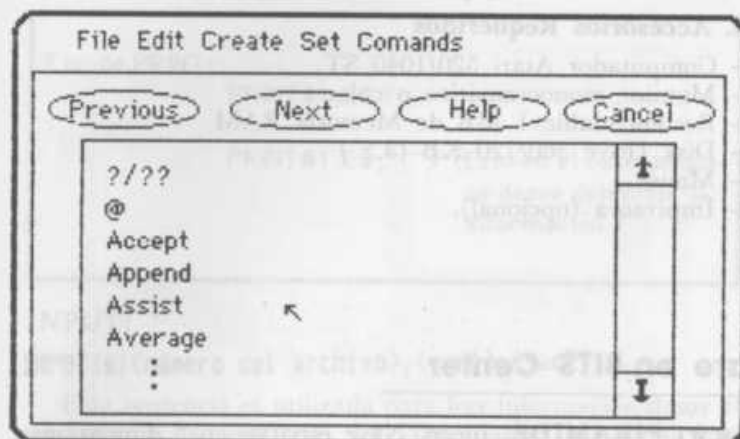 File Edit Create Set Comands
Previous Next Help Cancel
?/??
@
Accept
Append
Assist
Average